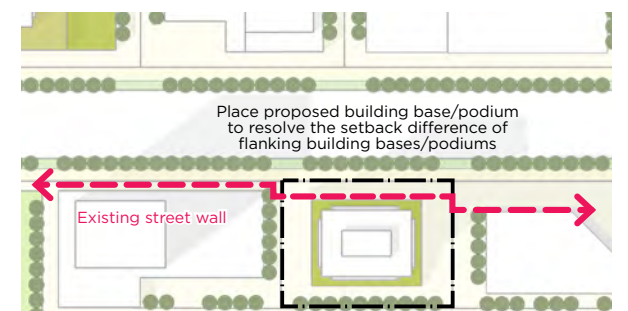 Place proposed building base/podium
to resolve the setback difference of
flanking building bases/podiums
Existing street wall